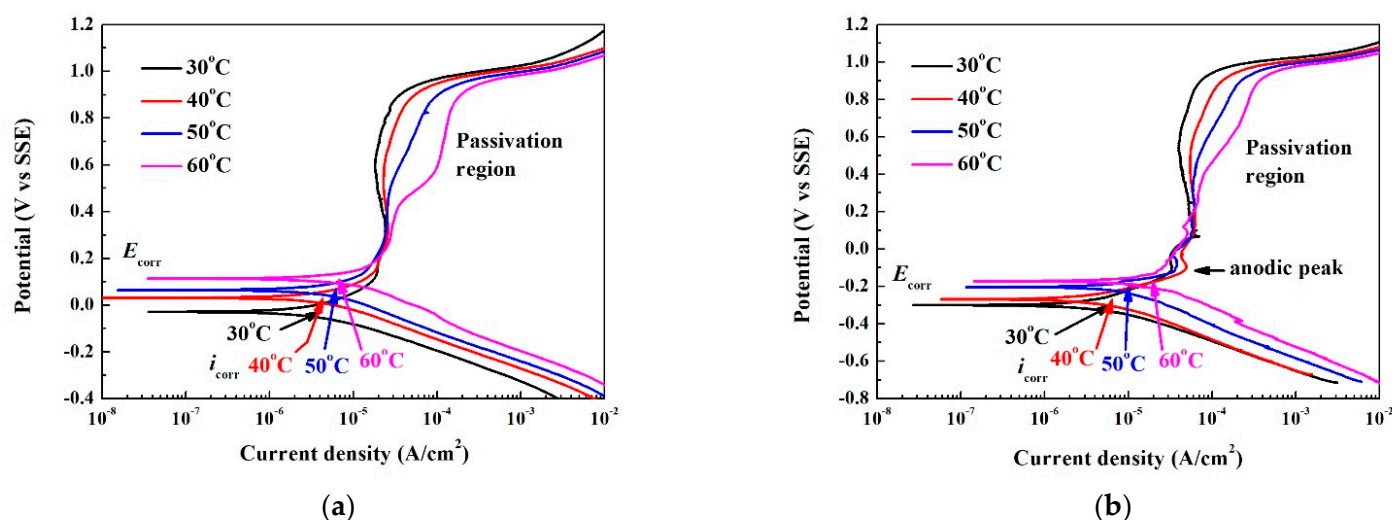 1.2
1.0
0.8
0.6
0.4
0.2
0.0
-0.2
-0.4
Potential (V vs SSE)
30°C
40°C
50°C
60°C
Passivation
region
E_corr
30°C
40°C
50°C
60°C
i_corr
10⁻⁸ 10⁻⁷ 10⁻⁶ 10⁻⁵ 10⁻⁴ 10⁻³ 10⁻²
Current density (A/cm²)
(a)
1.2
1.0
0.8
0.6
0.4
0.2
0.0
-0.2
-0.4
-0.6
-0.8
Potential (V vs SSE)
30°C
40°C
50°C
60°C
Passivation
region
anodic peak
E_corr
30°C
40°C
50°C
60°C
i_corr
10⁻⁸ 10⁻⁷ 10⁻⁶ 10⁻⁵ 10⁻⁴ 10⁻³ 10⁻²
Current density (A/cm²)
(b)